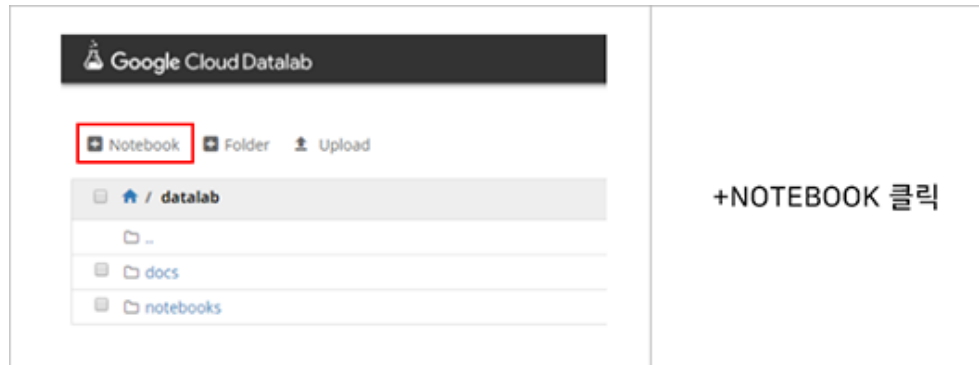 Google Cloud Datalab
Notebook Folder Upload
/ datalab
..
docs
notebooks
+NOTEBOOK 클릭